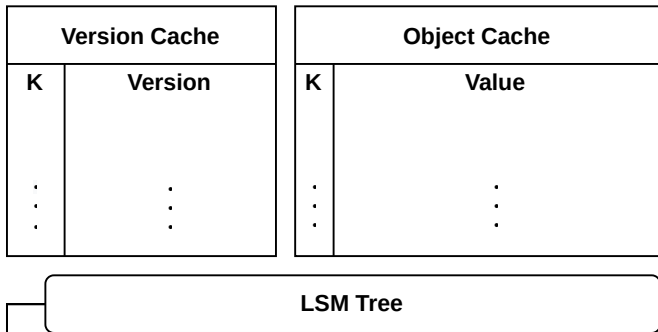 Version Cache
K Version
Object Cache
K Value
LSM Tree